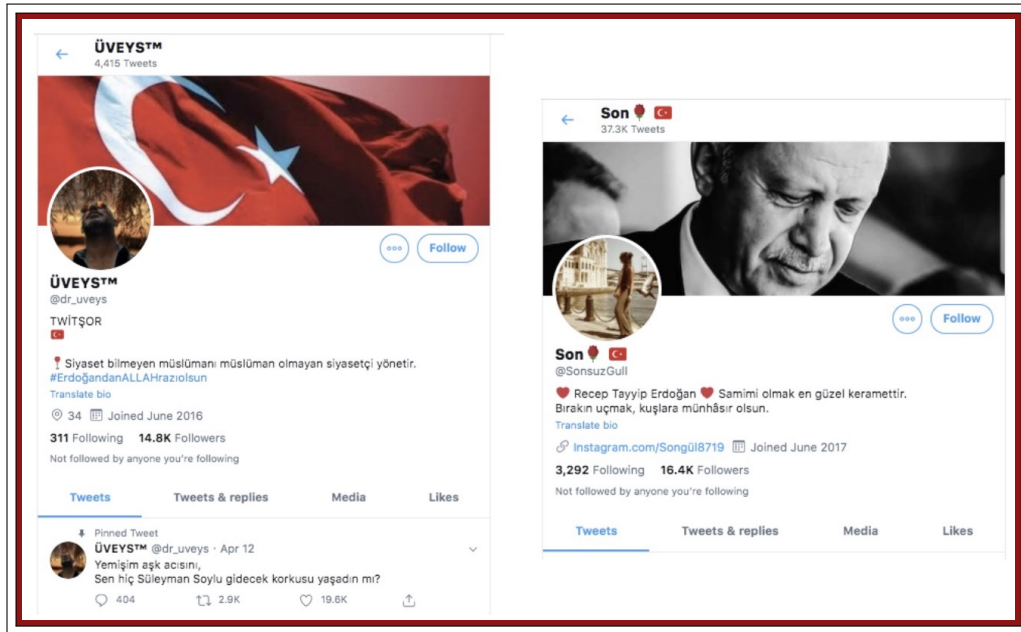 ÜVEYS™
4,415 Tweets
Follow
ÜVEYS™
@dr_uveys
TWİTŞOR
Siyaset bilmeyen müslümanı müslüman olmayan siyasetçi yönetir.
#ErdoğandanALLAHrazıolsun
Translate bio
34 Joined June 2016
311 Following 14.8K Followers
Not followed by anyone you're following
Tweets Tweets & replies Media Likes
Pinned Tweet
ÜVEYS™ @dr_uveys · Apr 12
Yemişim aşk acısını,
Sen hiç Süleyman Soylu gidecek korkusu yaşadın mı?
404 2.9K 19.6K
Son🌹 🇹🇷
37.3K Tweets
Follow
Son🌹 🇹🇷
@SonsuzGull
❤️ Recep Tayyip Erdoğan ❤️ Samimi olmak en güzel keramettir.
Bırakın uçmak, kuşlara münhâsır olsun.
Translate bio
Instagram.com/Songül8719 Joined June 2017
3,292 Following 16.4K Followers
Not followed by anyone you're following
Tweets Tweets & replies Media Likes